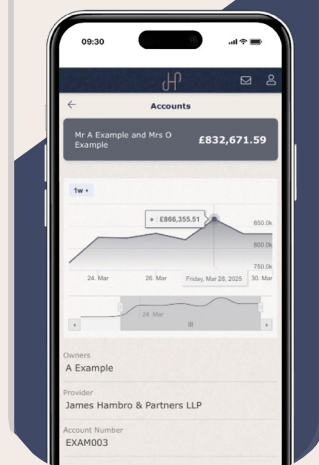 09:30
JH
Accounts
Mr A Example and Mrs O
Example
£832,671.59
1w
: £866,355.51
850.0k
800.0k
750.0k
24. Mar
26. Mar
Friday, Mar 28, 2025
30. Mar
24. Mar
Owners
A Example
Provider
James Hambro & Partners LLP
Account Number
EXAM003